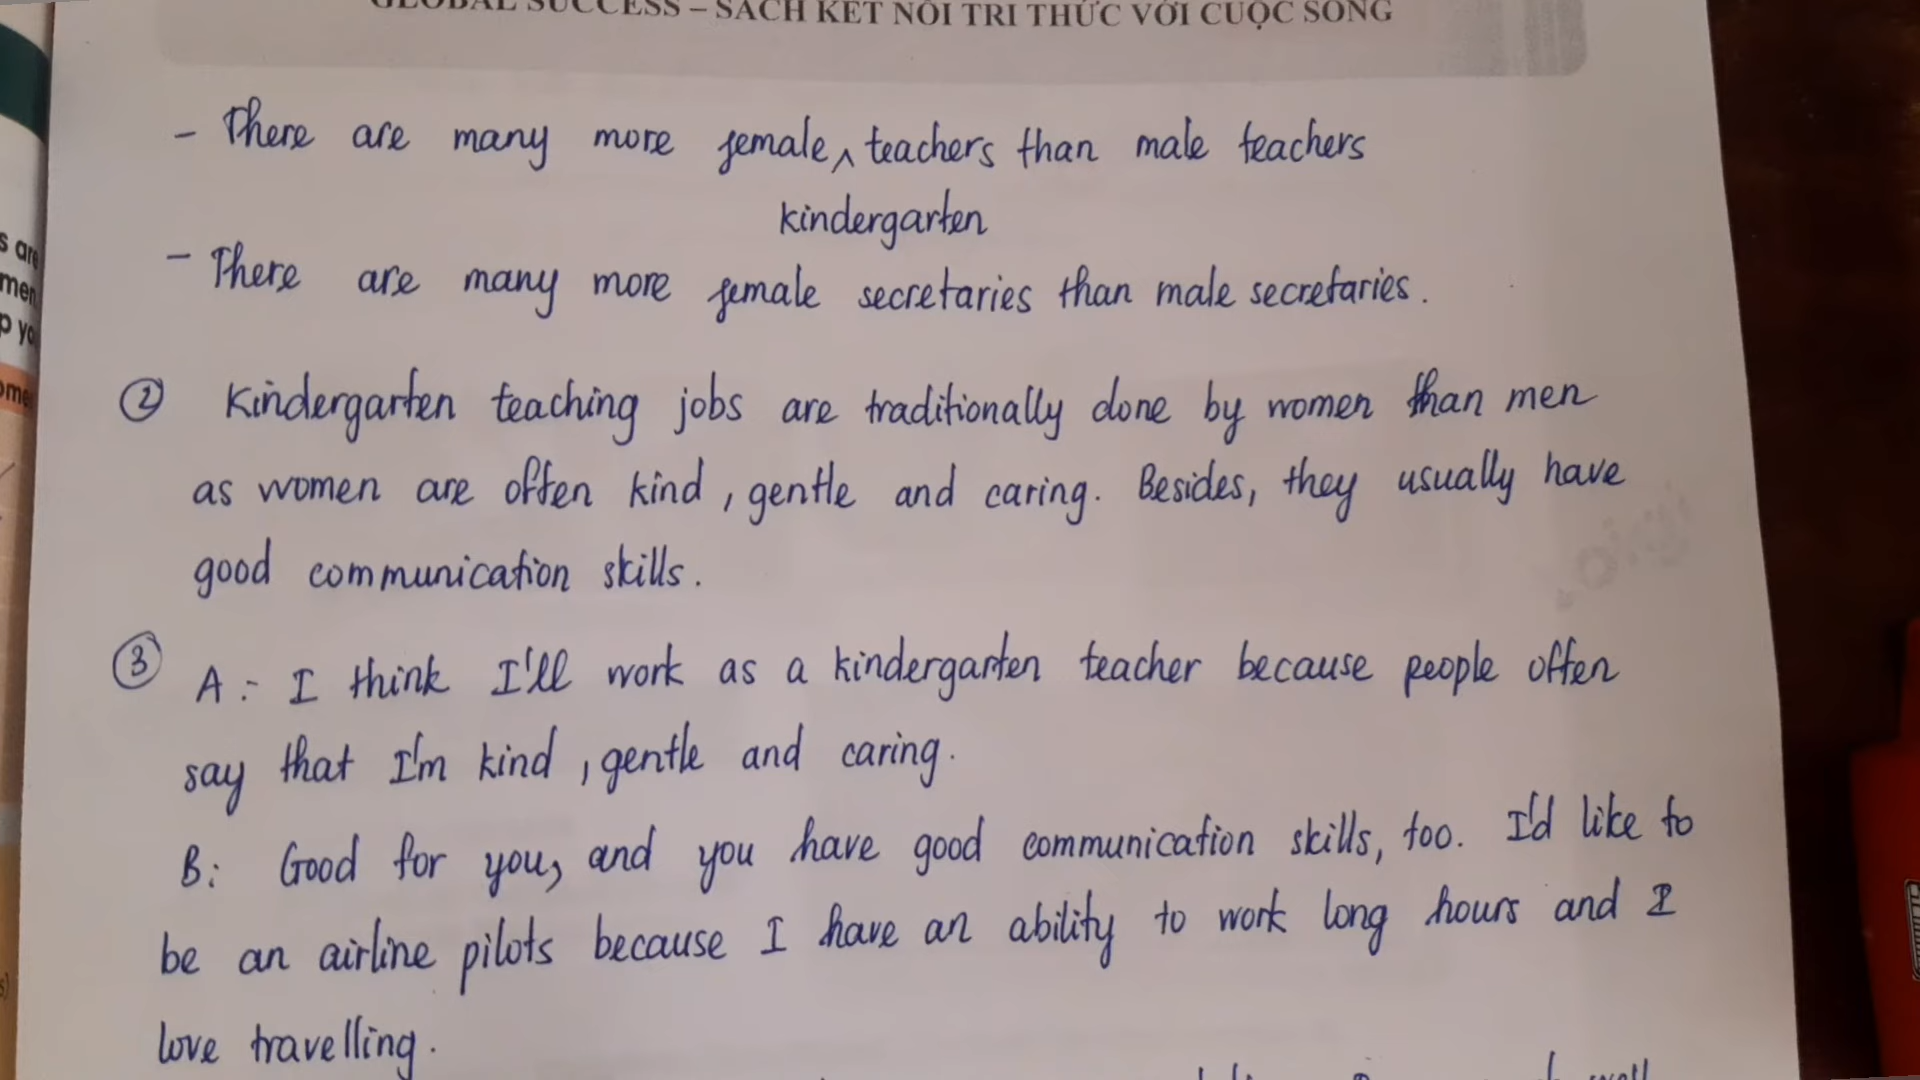 GLOBAL SUCCESS – SÁCH KẾT NỐI TRI THỨC VỚI CUỘC SỐNG
- There are many more female ^ teachers than male teachers
kindergarten
- There are many more female secretaries than male secretaries.
② Kindergarten teaching jobs are traditionally done by women than men
as women are often kind, gentle and caring. Besides, they usually have
good communication skills.
③ A: I think I'll work as a kindergarten teacher because people often
say that I'm kind, gentle and caring.
B: Good for you, and you have good communication skills, too. I'd like to
be an airline pilots because I have an ability to work long hours and I
love travelling.